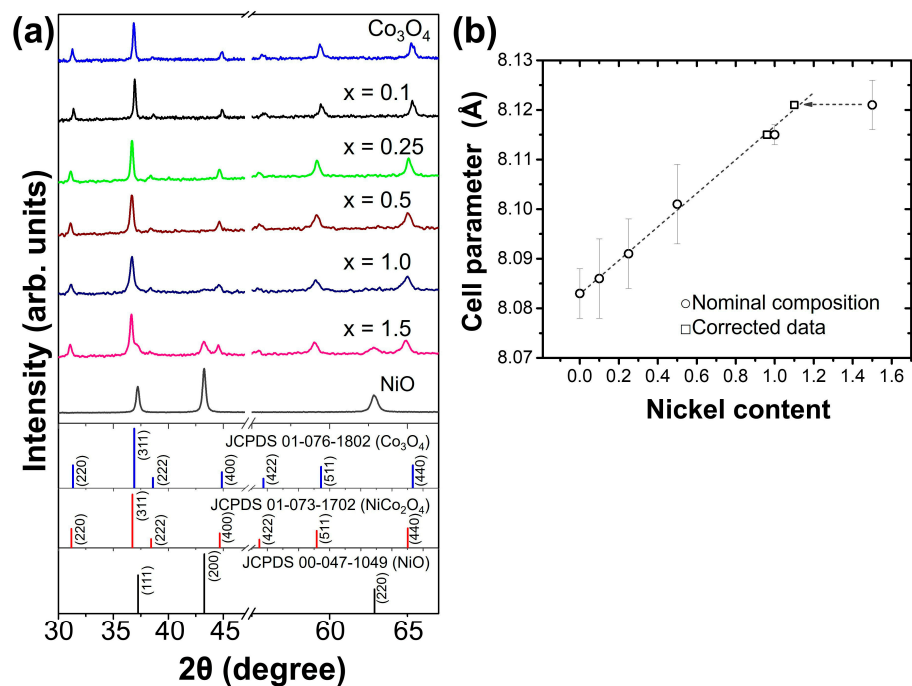 (a)
Intensity (arb. units)
Co₃O₄
x = 0.1
x = 0.25
x = 0.5
x = 1.0
x = 1.5
NiO
JCPDS 01-076-1802 (Co₃O₄)
(220)
(311)
(222)
(400)
(422)
(511)
(440)
JCPDS 01-073-1702 (NiCo₂O₄)
(220)
(311)
(222)
(400)
(422)
(511)
(440)
JCPDS 00-047-1049 (NiO)
(111)
(200)
(220)
30 35 40 45 60 65
2θ (degree)
(b)
Cell parameter (Å)
8.13
8.12
8.11
8.10
8.09
8.08
8.07
Nominal composition
Corrected data
0.0 0.2 0.4 0.6 0.8 1.0 1.2 1.4 1.6
Nickel content